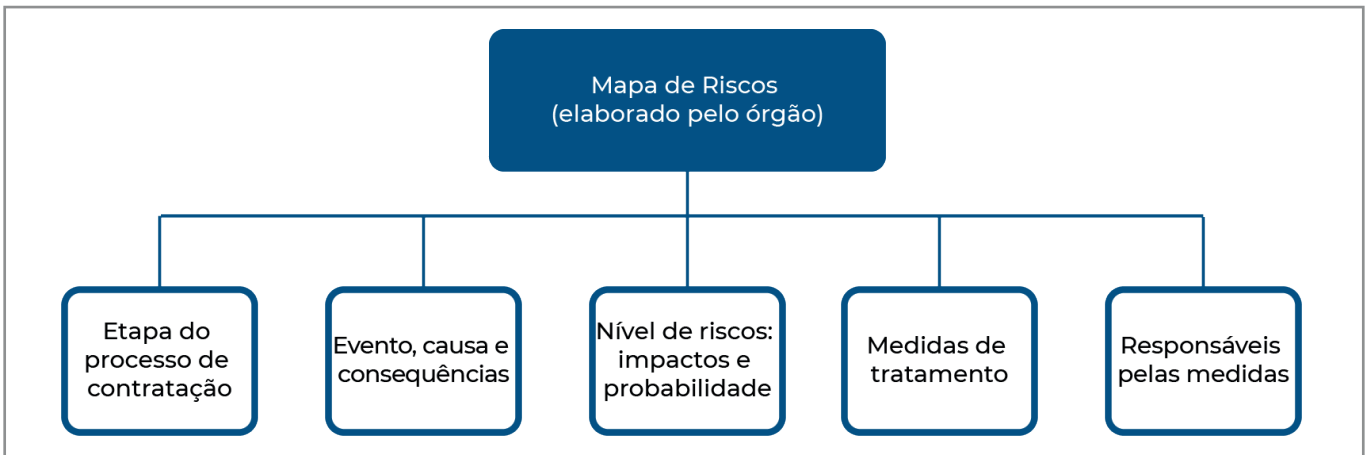 Mapa de Riscos
(elaborado pelo órgão)
Etapa do
processo de
contratação
Evento, causa e
consequências
Nível de riscos:
impactos e
probabilidade
Medidas de
tratamento
Responsáveis
pelas medidas